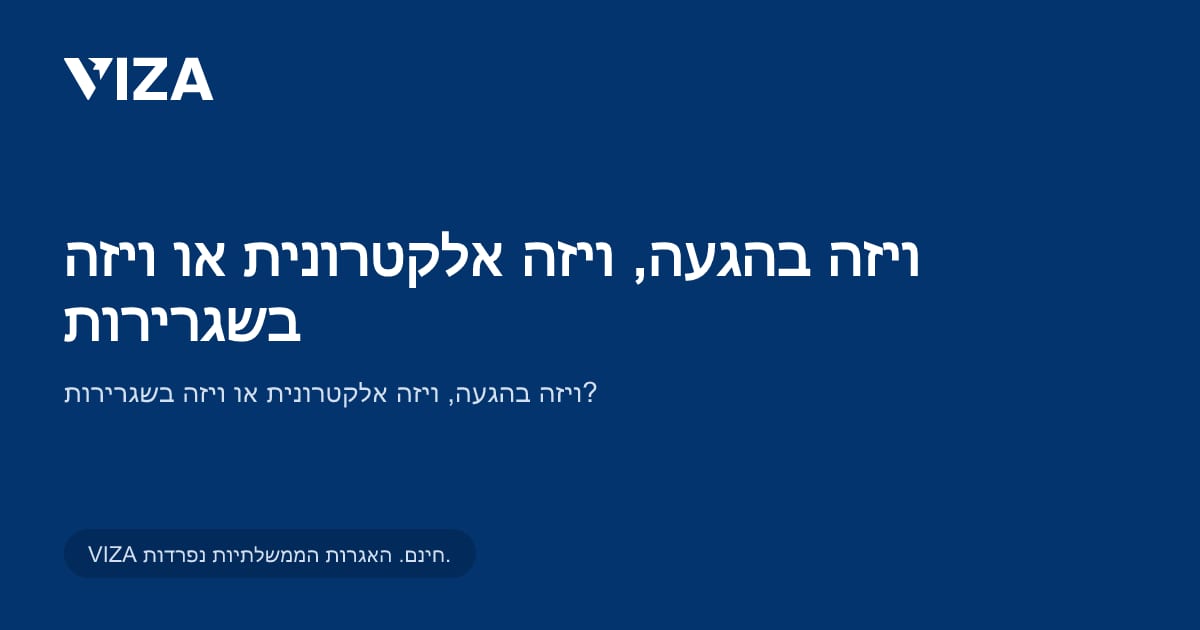 VIZA
ויזה בהגעה, ויזה אלקטרונית או ויזה
בשגרירות
ויזה בהגעה, ויזה אלקטרונית או ויזה בשגרירות?
VIZA חינם. האגרות הממשלתיות נפרדות.